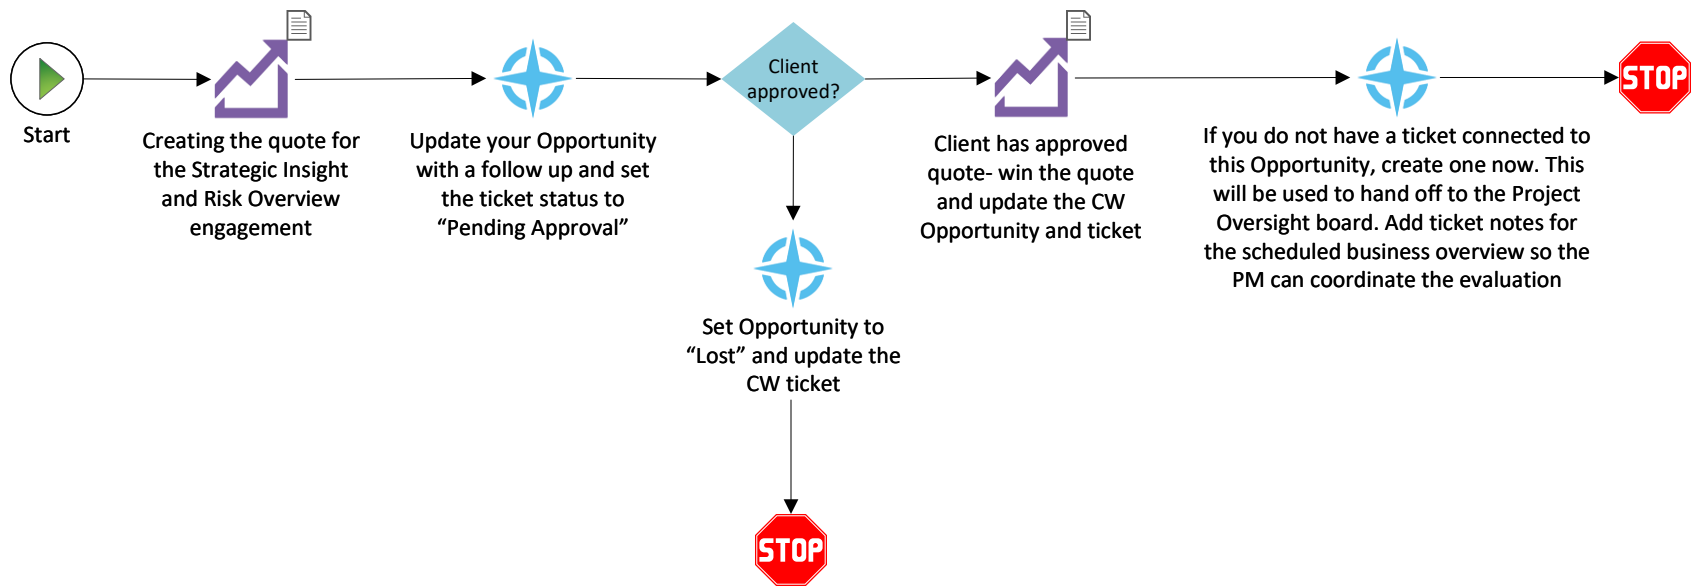 Start
Creating the quote for
the Strategic Insight
and Risk Overview
engagement
Update your Opportunity
with a follow up and set
the ticket status to
“Pending Approval”
Client
approved?
Client has approved
quote- win the quote
and update the CW
Opportunity and ticket
If you do not have a ticket connected to
this Opportunity, create one now. This
will be used to hand off to the Project
Oversight board. Add ticket notes for
the scheduled business overview so the
PM can coordinate the evaluation
STOP
Set Opportunity to
“Lost” and update the
CW ticket
STOP